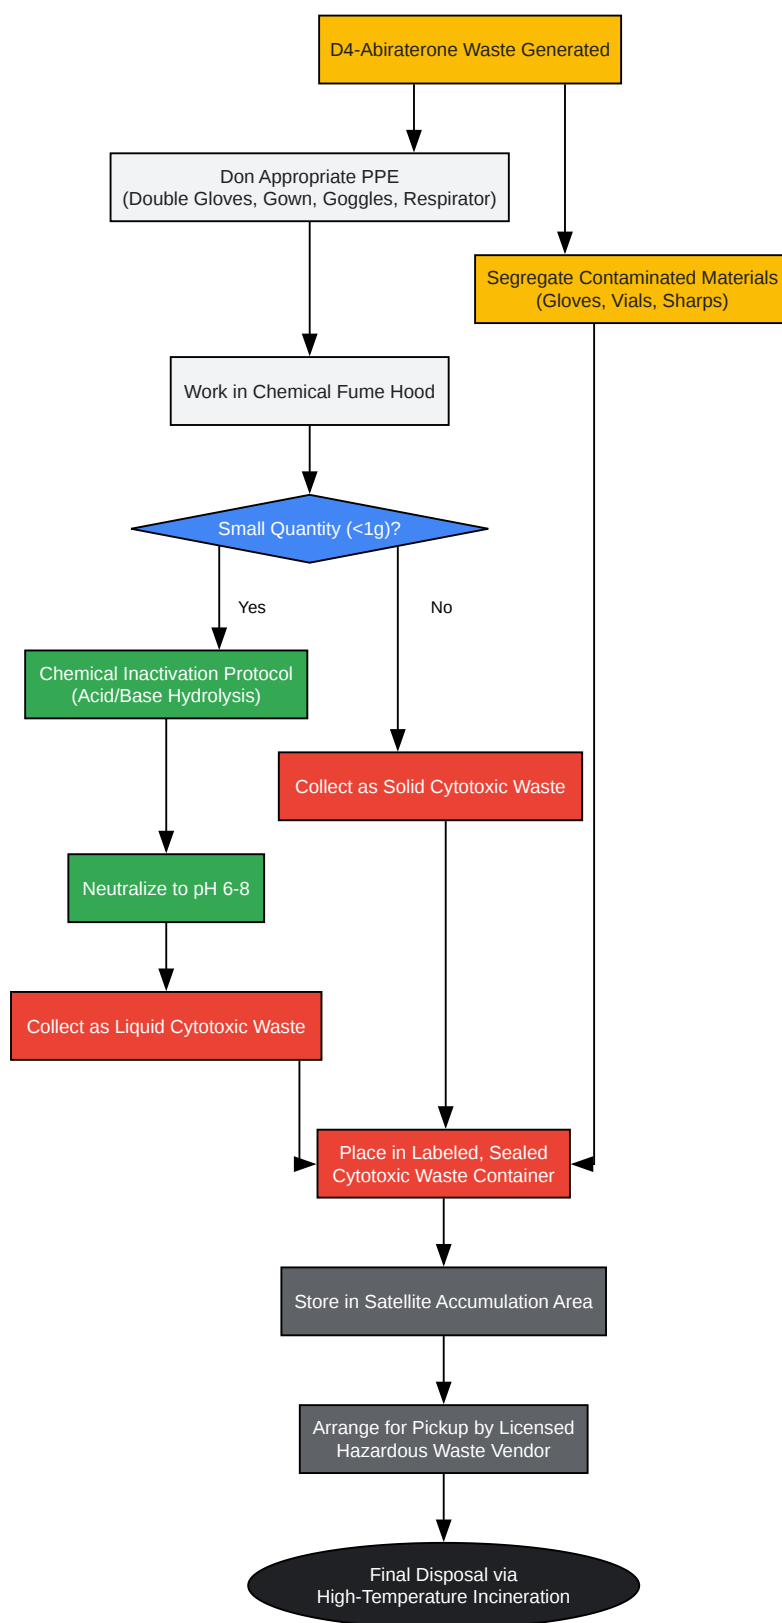 D4-Abiraterone Waste Generated
Don Appropriate PPE
(Double Gloves, Gown, Goggles, Respirator)
Segregate Contaminated Materials
(Gloves, Vials, Sharps)
Work in Chemical Fume Hood
Small Quantity (<1g)?
Yes
No
Chemical Inactivation Protocol
(Acid/Base Hydrolysis)
Collect as Solid Cytotoxic Waste
Neutralize to pH 6-8
Collect as Liquid Cytotoxic Waste
Place in Labeled, Sealed
Cytotoxic Waste Container
Store in Satellite Accumulation Area
Arrange for Pickup by Licensed
Hazardous Waste Vendor
Final Disposal via
High-Temperature Incineration